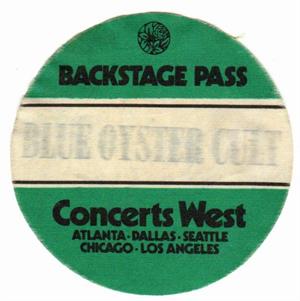 BACKSTAGE PASS
BLUE OYSTER CULT
Concerts West
ATLANTA · DALLAS · SEATTLE
CHICAGO · LOS ANGELES